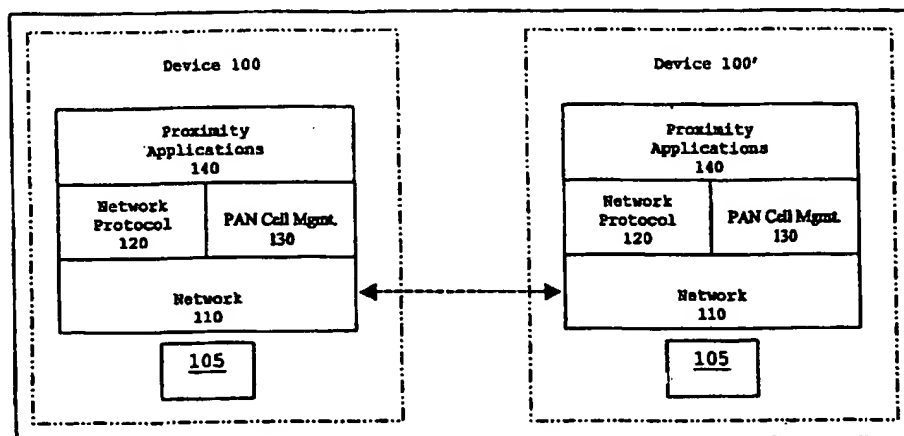 Device 100
Proximity
Applications
140
Network
Protocol
120
PAN Cell Mgmt.
130
Network
110
105
Device 100'
Proximity
Applications
140
Network
Protocol
120
PAN Cell Mgmt.
130
Network
110
105